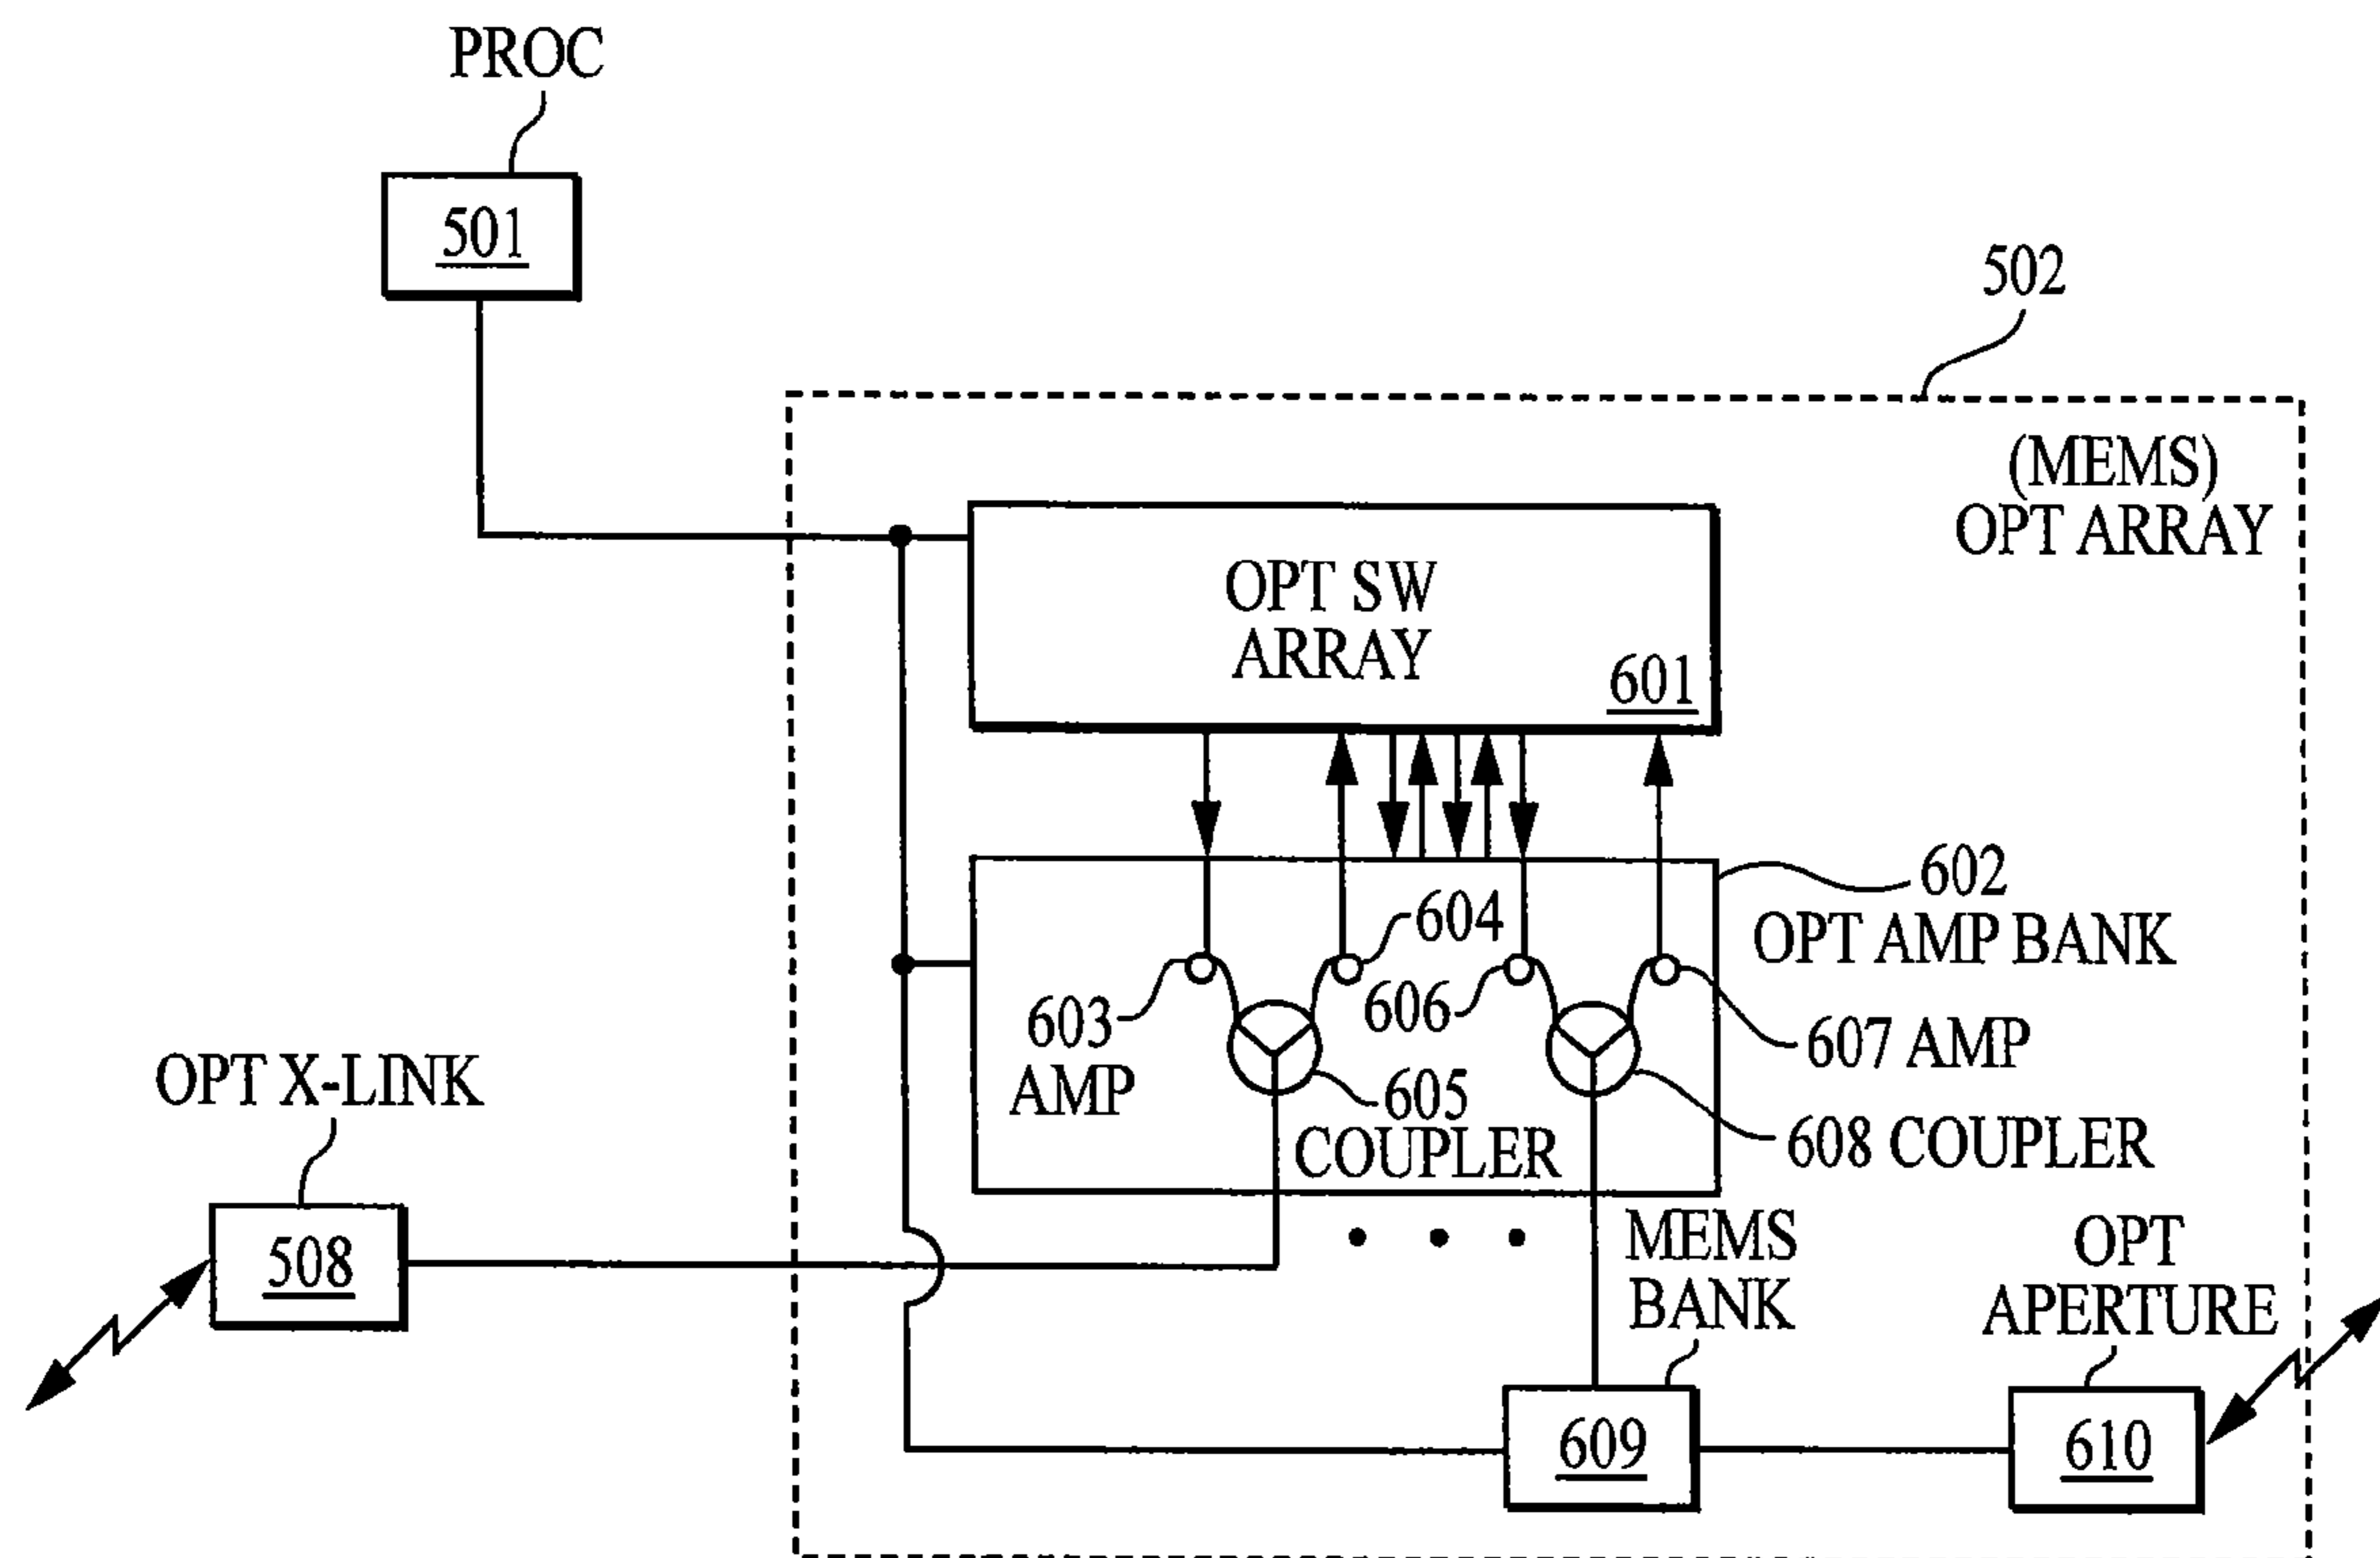 PROC
501
502
(MEMS)
OPT ARRAY
OPT SW
ARRAY
601
602
OPT AMP BANK
604
603
AMP
606
607 AMP
605
COUPLER
608 COUPLER
OPT X-LINK
508
MEMS
BANK
609
OPT
APERTURE
610